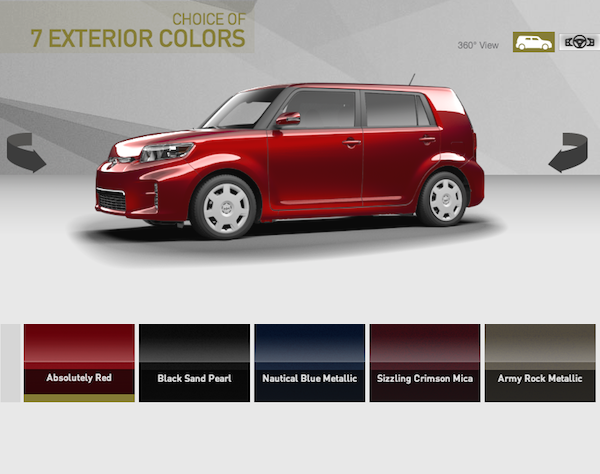 CHOICE OF
7 EXTERIOR COLORS
360° View
Absolutely Red
Black Sand Pearl
Nautical Blue Metallic
Sizzling Crimson Mica
Army Rock Metallic